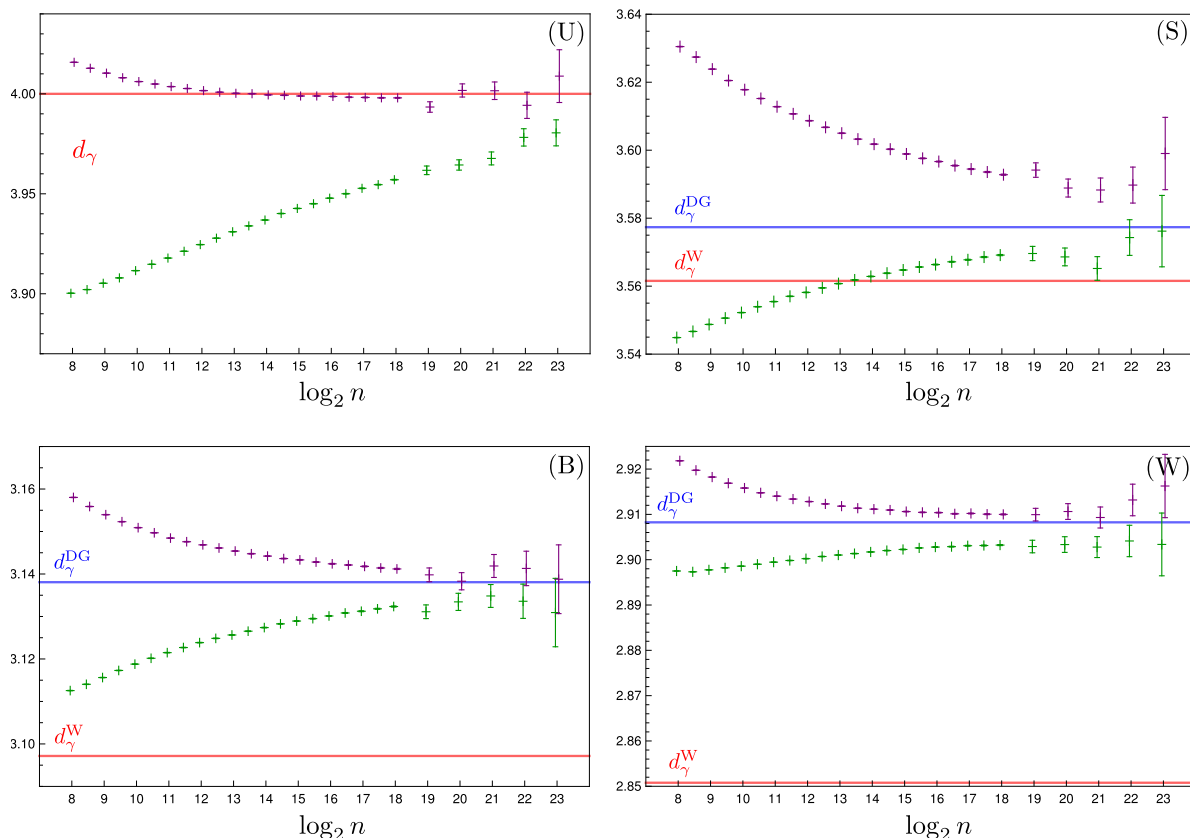 (U)
4.00
3.95
3.90
d_γ
8 9 10 11 12 13 14 15 16 17 18 19 20 21 22 23
log₂ n
(S)
3.64
3.62
3.60
3.58
3.56
3.54
d_γ^DG
d_γ^W
8 9 10 11 12 13 14 15 16 17 18 19 20 21 22 23
log₂ n
(B)
3.16
3.14
3.12
3.10
d_γ^DG
d_γ^W
8 9 10 11 12 13 14 15 16 17 18 19 20 21 22 23
log₂ n
(W)
2.92
2.91
2.90
2.89
2.88
2.87
2.86
2.85
d_γ^DG
d_γ^W
8 9 10 11 12 13 14 15 16 17 18 19 20 21 22 23
log₂ n